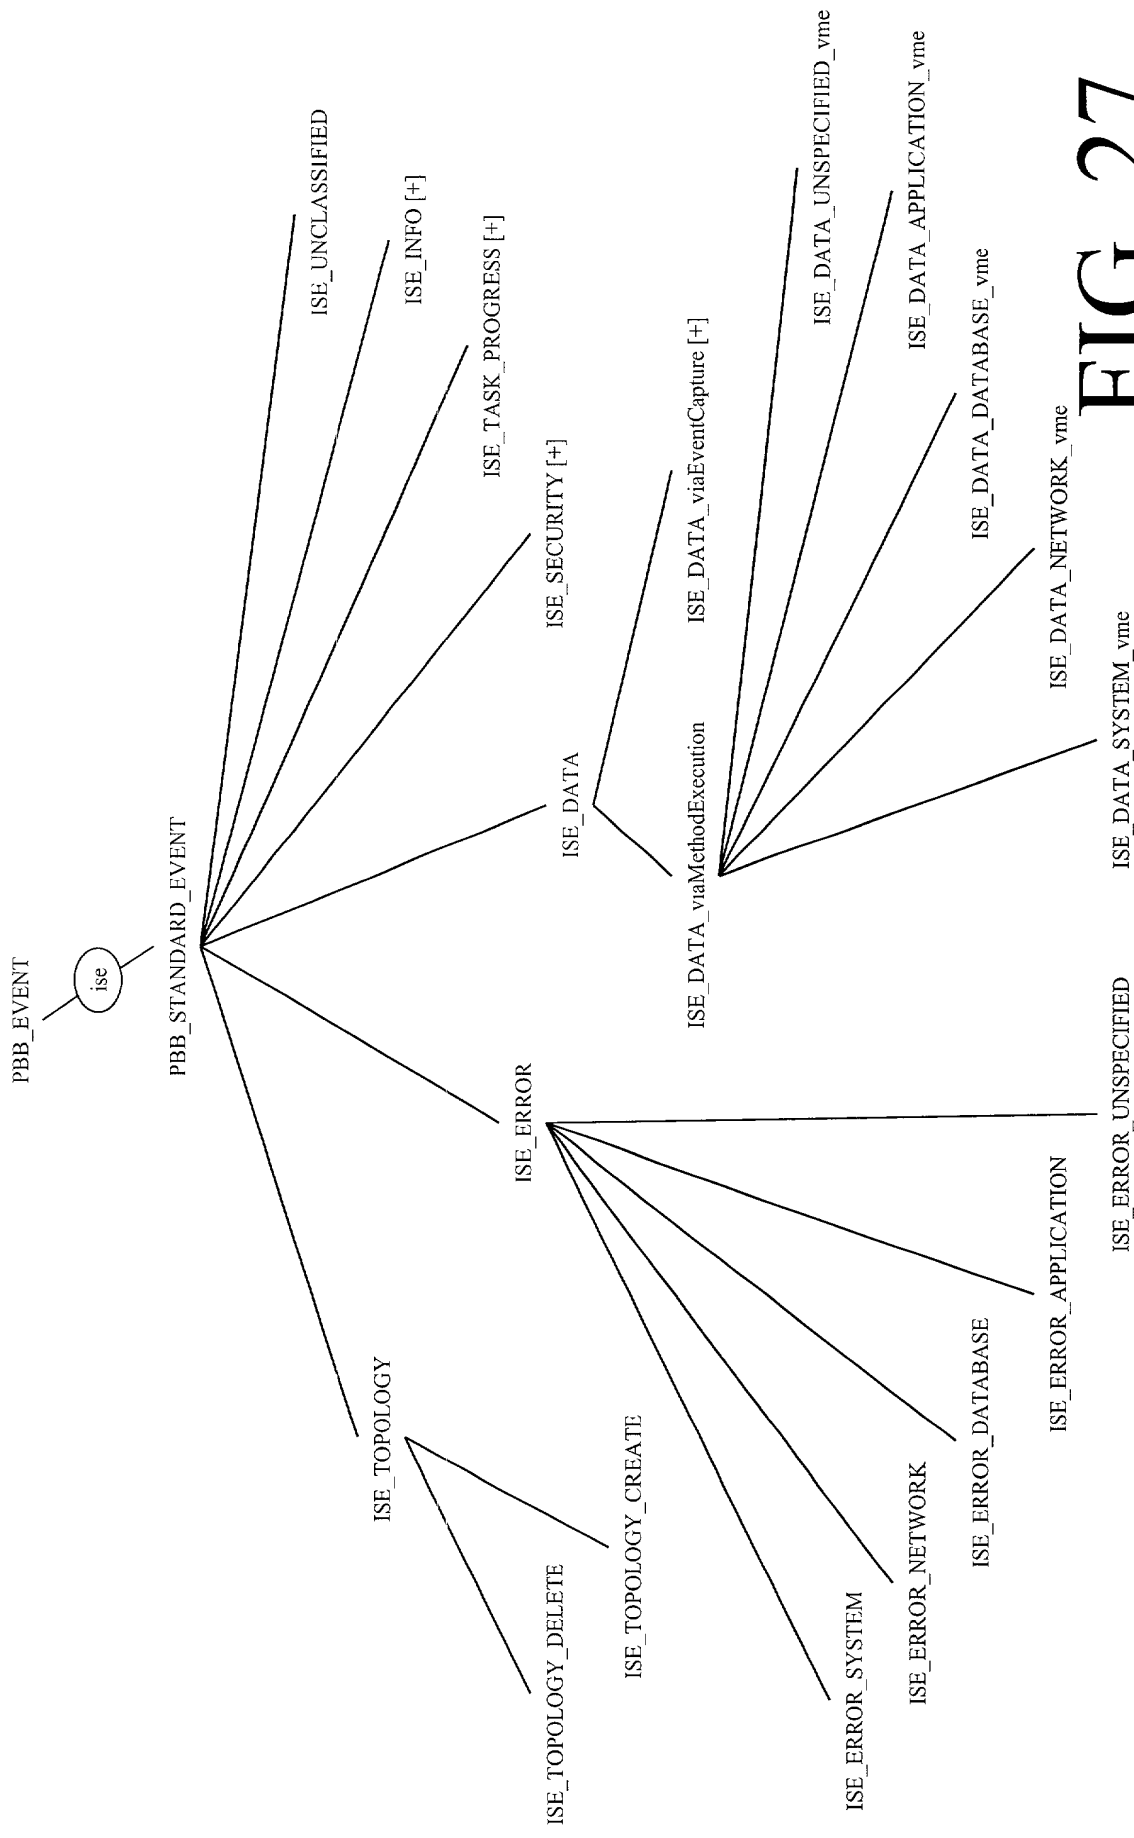 PBB_EVENT
ise
PBB_STANDARD_EVENT
ISE_UNCLASSIFIED
ISE_INFO [+]
ISE_TASK_PROGRESS [+]
ISE_SECURITY [+]
ISE_DATA
ISE_ERROR
ISE_TOPOLOGY
ISE_TOPOLOGY_DELETE
ISE_TOPOLOGY_CREATE
ISE_DATA_viaMethodExecution
ISE_DATA_viaEventCapture [+]
ISE_ERROR_SYSTEM
ISE_ERROR_NETWORK
ISE_ERROR_DATABASE
ISE_ERROR_APPLICATION
ISE_ERROR_UNSPECIFIED
ISE_DATA_SYSTEM_vme
ISE_DATA_NETWORK_vme
ISE_DATA_DATABASE_vme
ISE_DATA_APPLICATION_vme
ISE_DATA_UNSPECIFIED_vme
FIG 27